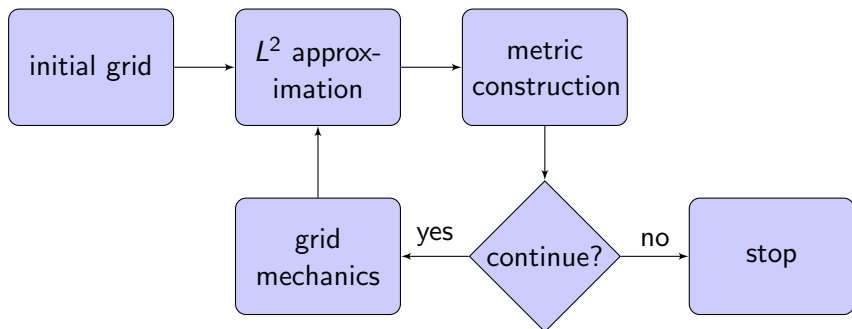 initial grid
L² approx-
imation
metric
construction
grid
mechanics
yes
continue?
no
stop